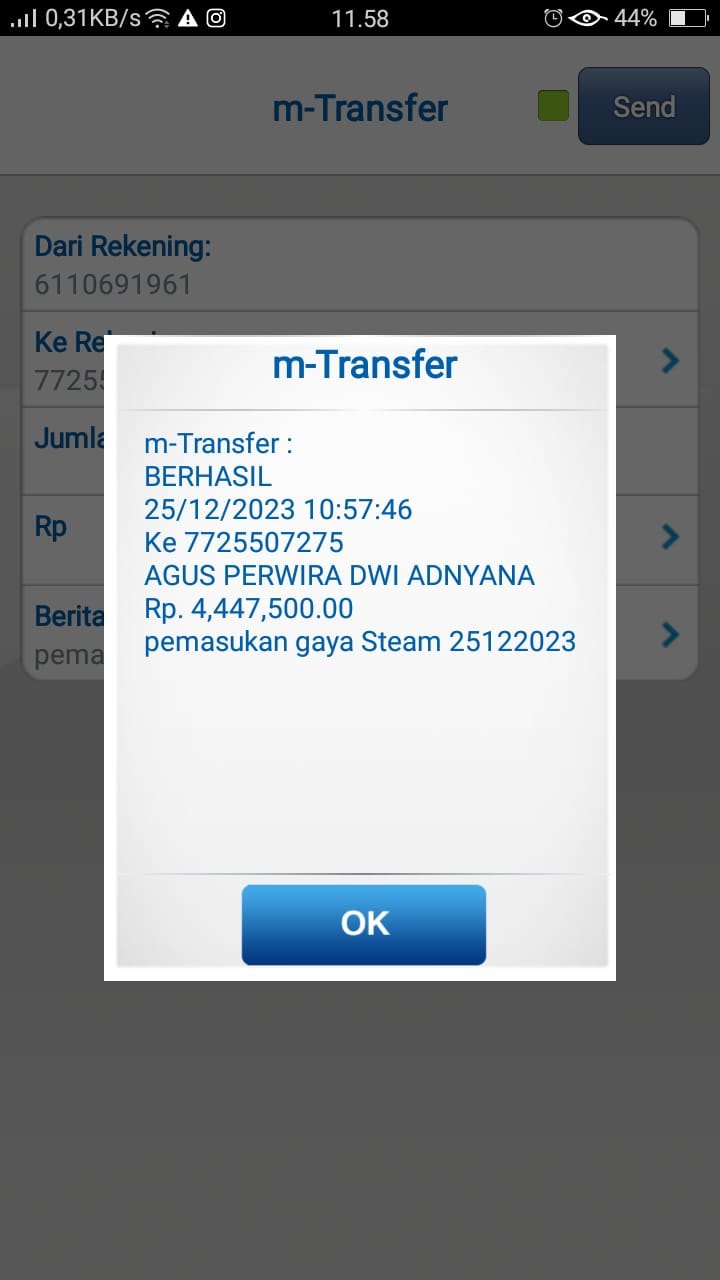 0,31KB/s 11.58 44%
m-Transfer
Send
Dari Rekening:
6110691961
Ke
m-Transfer
m-Transfer :
BERHASIL
25/12/2023 10:57:46
Ke 7725507275
AGUS PERWIRA DWI ADNYANA
Rp. 4,447,500.00
pemasukan gaya Steam 25122023
Rp
OK